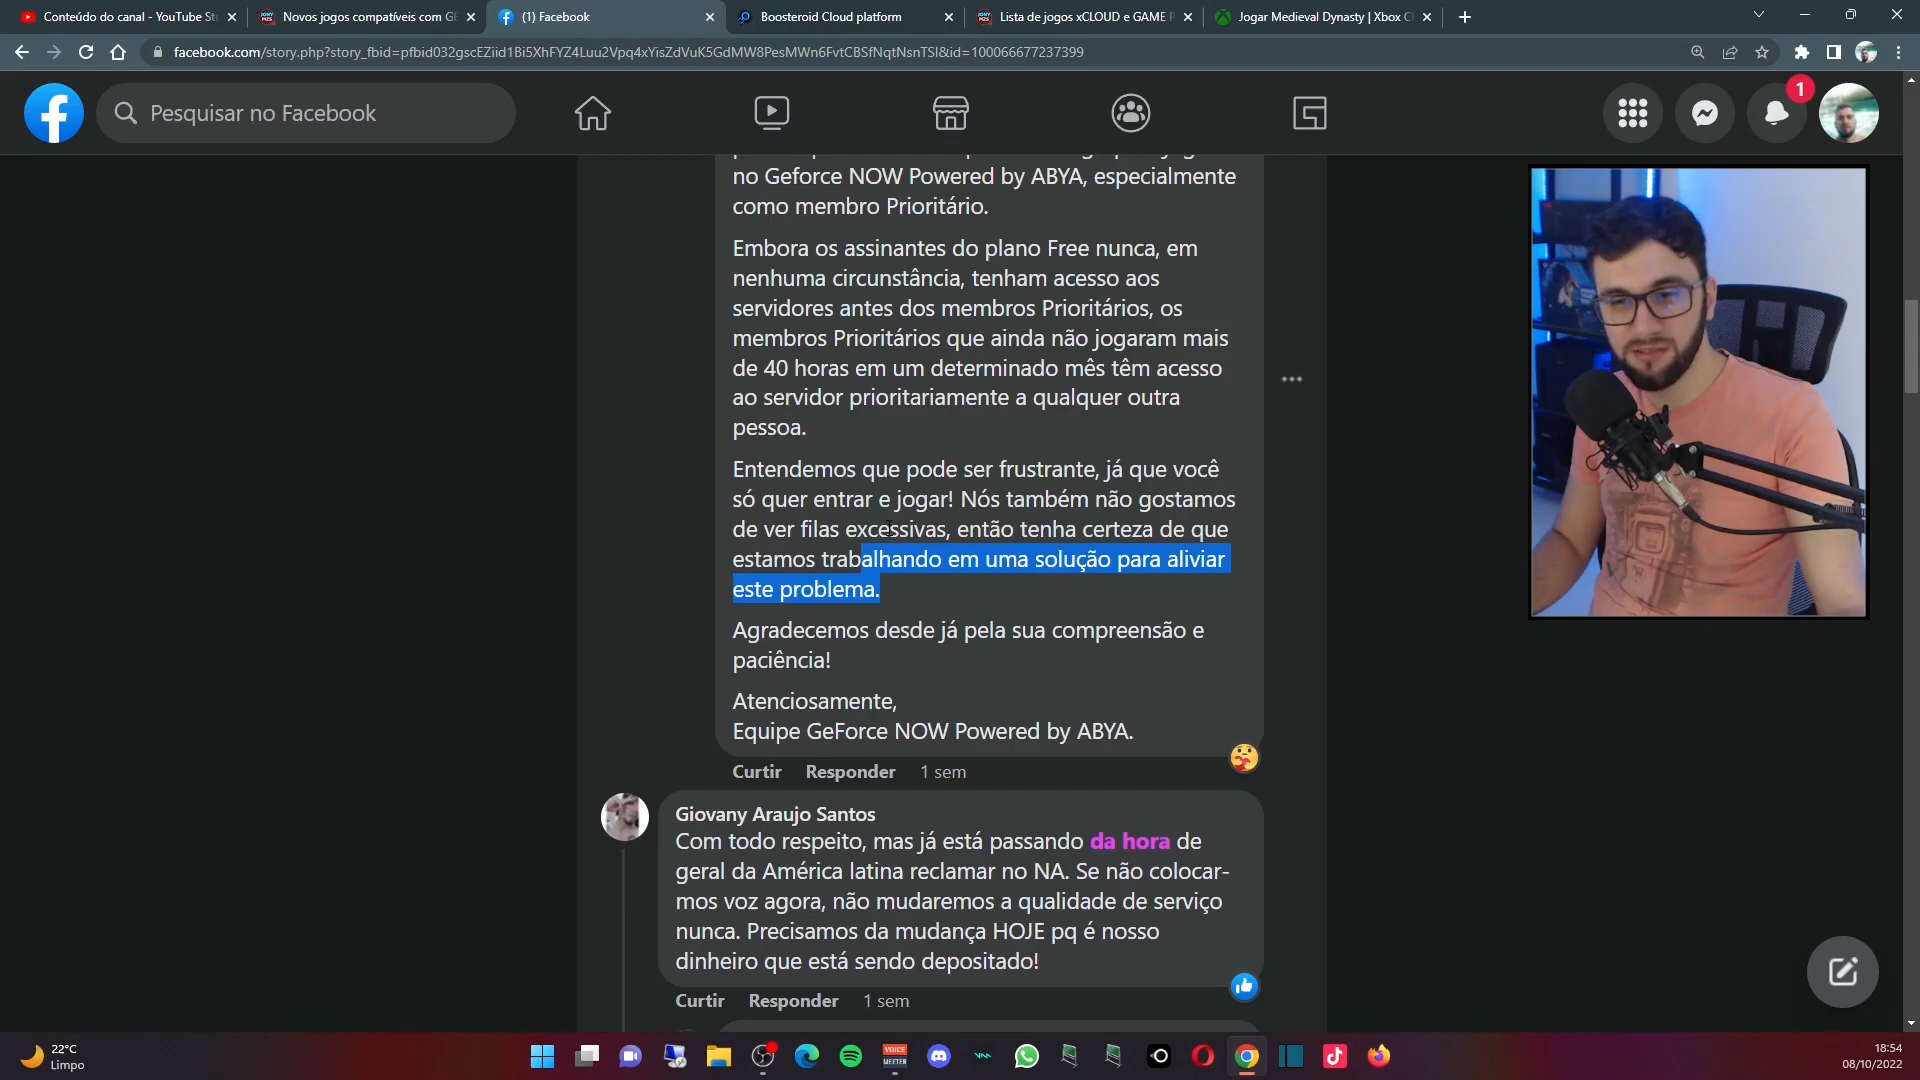 Conteúdo do canal - YouTube St
Novos jogos compatíveis com GE
(1) Facebook
Boosteroid Cloud platform
Lista de jogos xCLOUD e GAME P
Jogar Medieval Dynasty | Xbox Cl
facebook.com/story.php?story_fbid=pfbid032gscEZiid1Bi5XhFYZ4Luu2Vpq4xYisZdVuK5GdMW8PesMWn6FvtCBSfNqtNsnTSl&id=100066677237399
Pesquisar no Facebook
1
no Geforce NOW Powered by ABYA, especialmente
como membro Prioritário.
Embora os assinantes do plano Free nunca, em
nenhuma circunstância, tenham acesso aos
servidores antes dos membros Prioritários, os
membros Prioritários que ainda não jogaram mais
de 40 horas em um determinado mês têm acesso
ao servidor prioritariamente a qualquer outra
pessoa.
Entendemos que pode ser frustrante, já que você
só quer entrar e jogar! Nós também não gostamos
de ver filas excessivas, então tenha certeza de que
estamos trabalhando em uma solução para aliviar
este problema.
Agradecemos desde já pela sua compreensão e
paciência!
Atenciosamente,
Equipe GeForce NOW Powered by ABYA.
Curtir Responder 1 sem
Giovany Araujo Santos
Com todo respeito, mas já está passando da hora de
geral da América latina reclamar no NA. Se não colocar-
mos voz agora, não mudaremos a qualidade de serviço
nunca. Precisamos da mudança HOJE pq é nosso
dinheiro que está sendo depositado!
Curtir Responder 1 sem
22°C
Limpo
VOICE
MEETER
18:54
08/10/2022